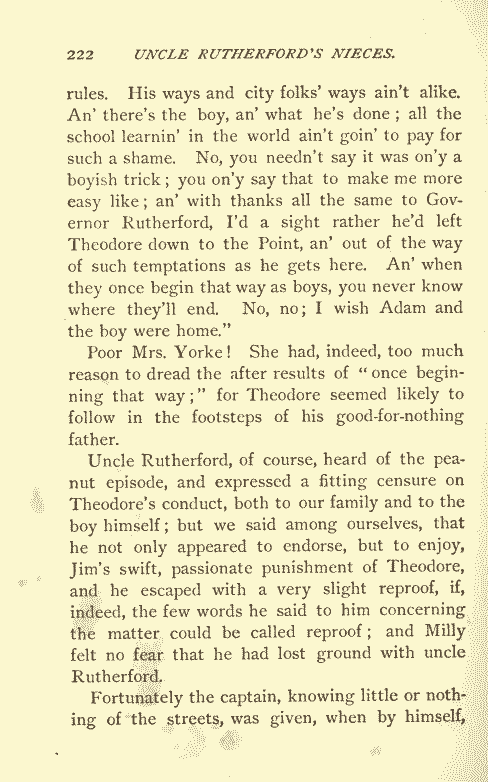 222 UNCLE RUTHERFORD'S NIECES.
rules. His ways and city folks' ways ain't alike.
An' there's the boy, an' what he's done; all the
school learnin' in the world ain't goin' to pay for
such a shame. No, you needn't say it was on'y a
boyish trick; you on'y say that to make me more
easy like; an' with thanks all the same to Gov-
ernor Rutherford, I'd a sight rather he'd left
Theodore down to the Point, an' out of the way
of such temptations as he gets here. An' when
they once begin that way as boys, you never know
where they'll end. No, no; I wish Adam and
the boy were home."
Poor Mrs. Yorke! She had, indeed, too much
reason to dread the after results of "once begin-
ning that way;" for Theodore seemed likely to
follow in the footsteps of his good-for-nothing
father.
Uncle Rutherford, of course, heard of the pea-
nut episode, and expressed a fitting censure on
Theodore's conduct, both to our family and to the
boy himself; but we said among ourselves, that
he not only appeared to endorse, but to enjoy,
Jim's swift, passionate punishment of Theodore,
and he escaped with a very slight reproof, if,
indeed, the few words he said to him concerning
the matter could be called reproof; and Milly
felt no fear that he had lost ground with uncle
Rutherford.
Fortunately the captain, knowing little or noth-
ing of the streets, was given, when by himself,